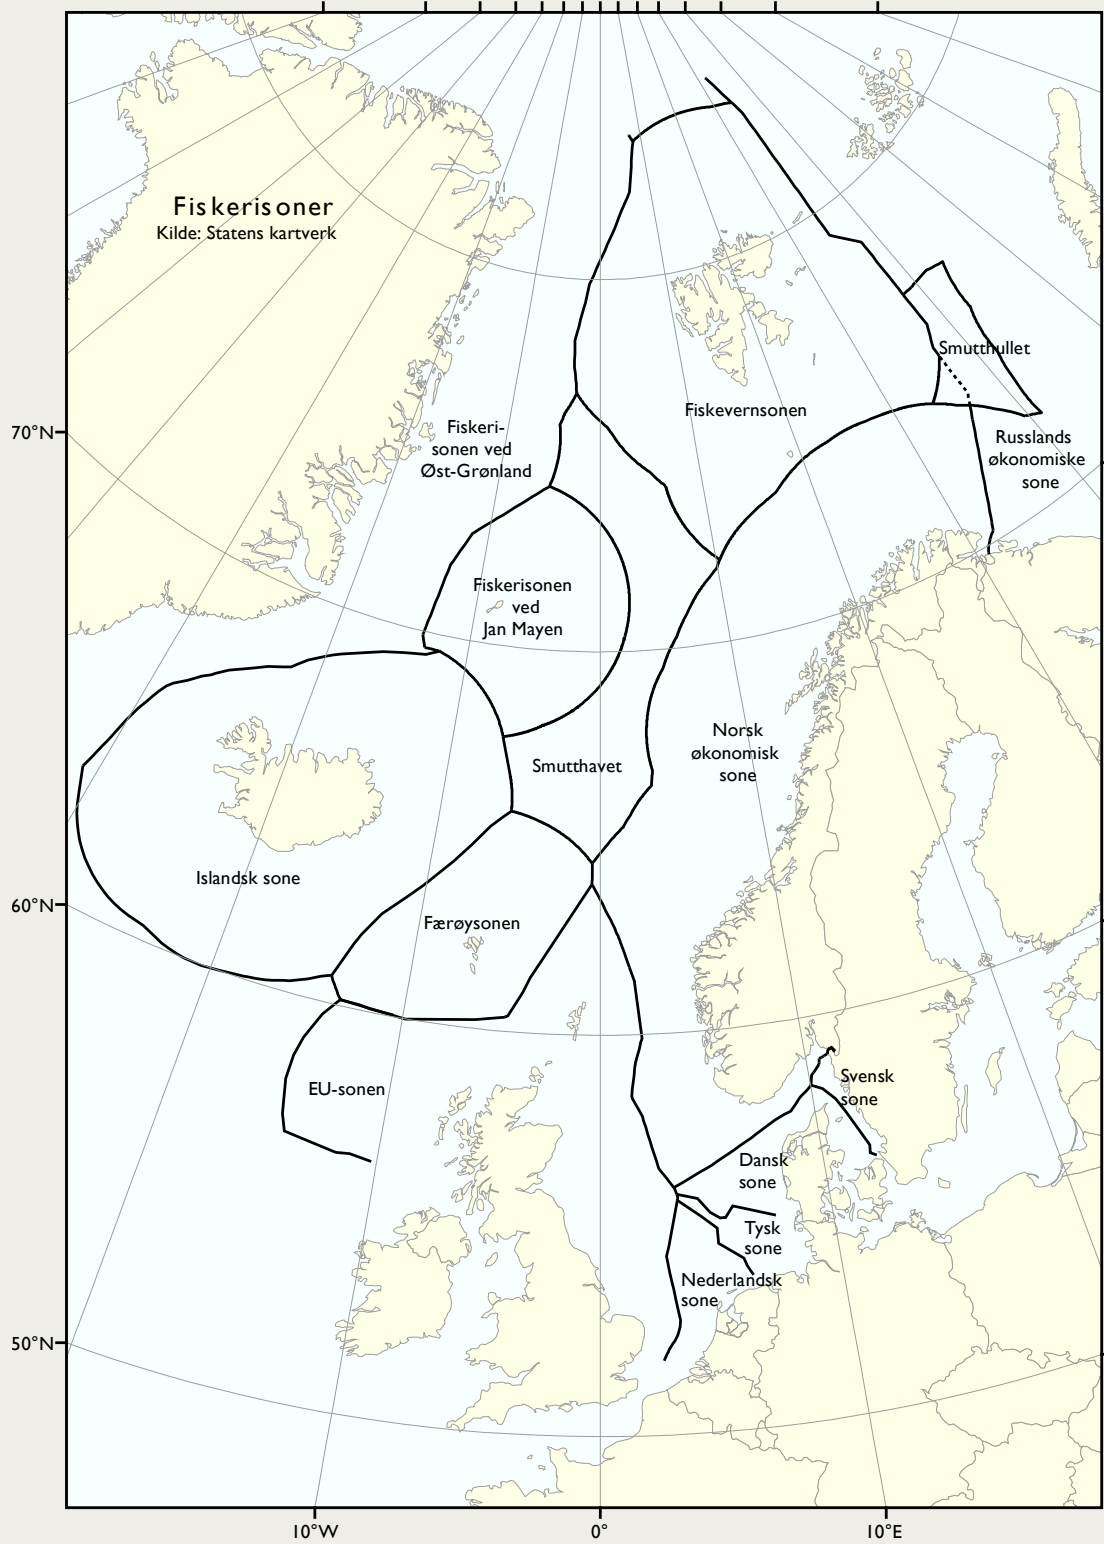 Fiskerisoner
Kilde: Statens kartverk
Smutthullet
Fiskevernsonen
Fiskeri-
sonen ved
Øst-Grønland
Russlands
økonomiske
sone
70°N
Fiskerisonen
ved
Jan Mayen
Norsk
økonomisk
sone
Smutthavet
Islandsk sone
60°N
Færøysonen
EU-sonen
Svensk
sone
Dansk
sone
Tysk
sone
Nederlandsk
sone
50°N
10°W
0°
10°E